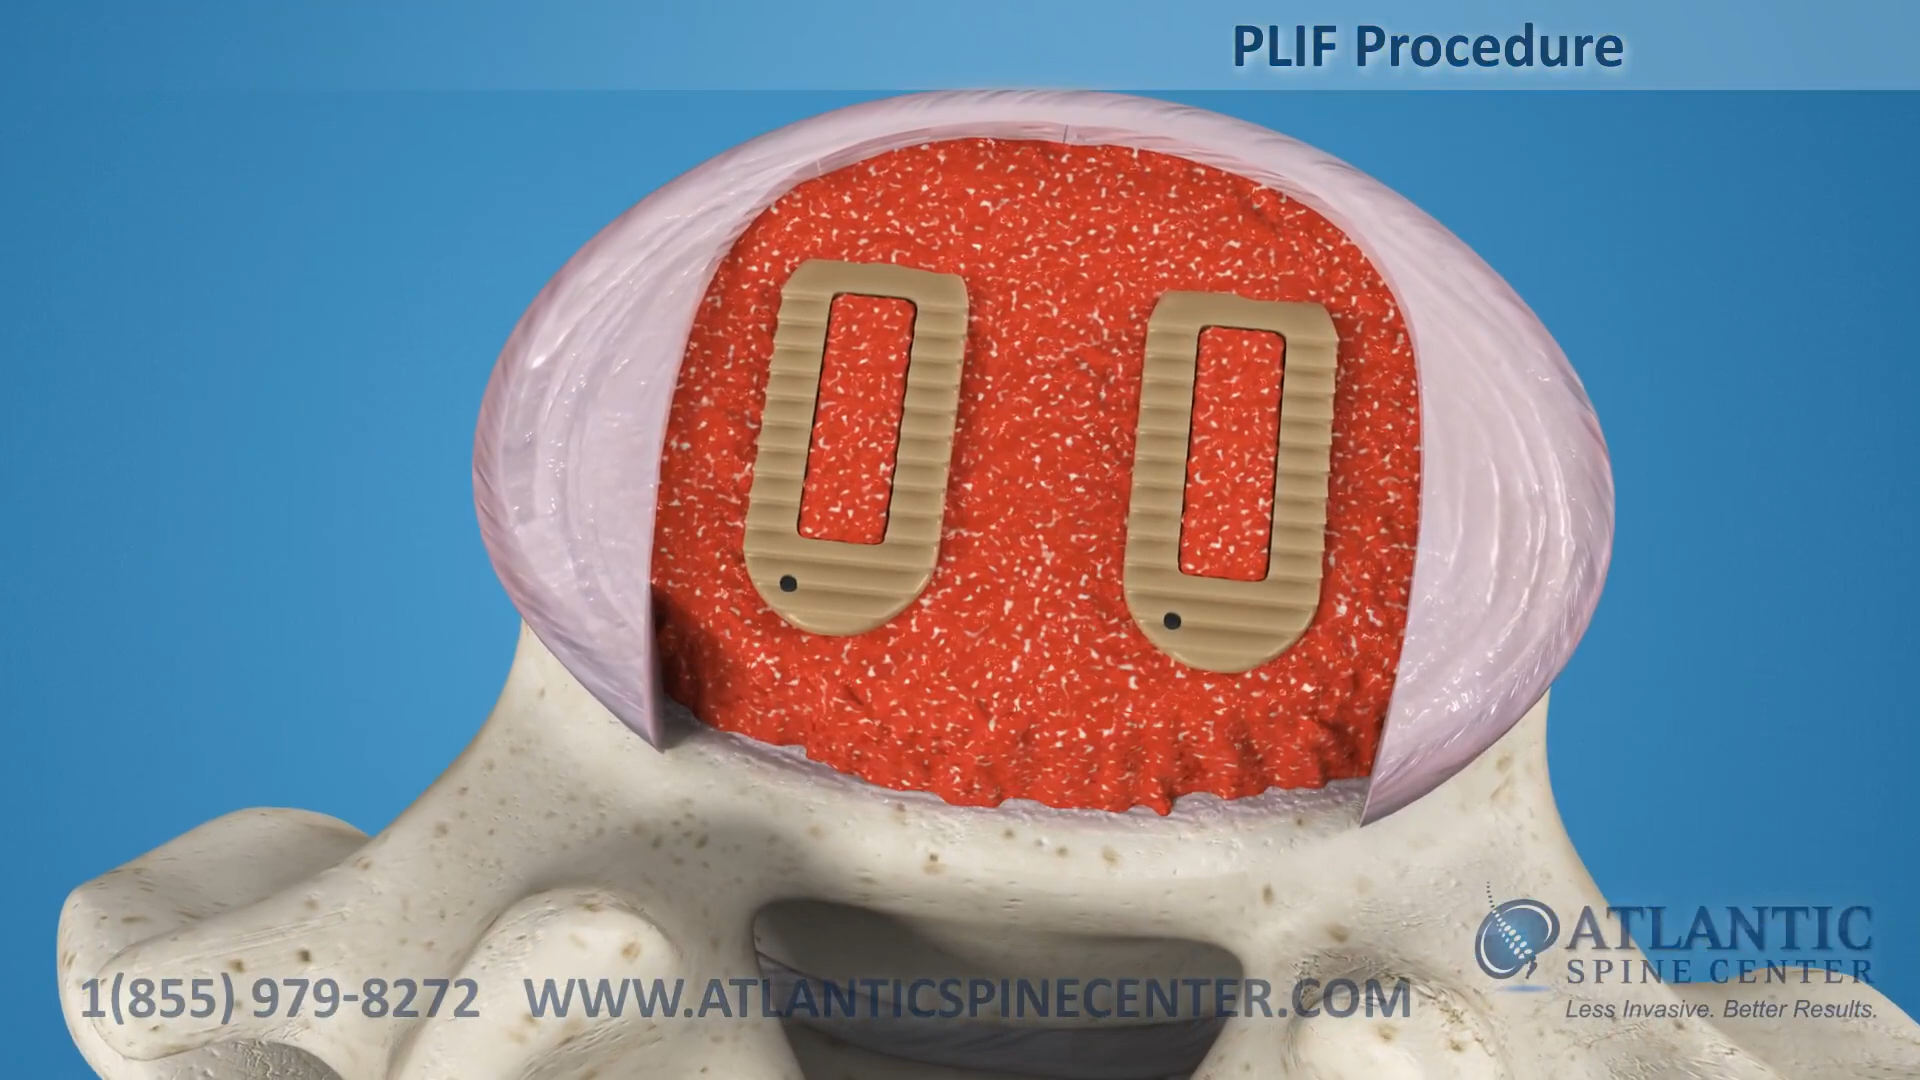 PLIF Procedure
ATLANTIC
SPINE CENTER
Less Invasive. Better Results.
1(855) 979-8272 WWW.ATLANTICSPINECENTER.COM